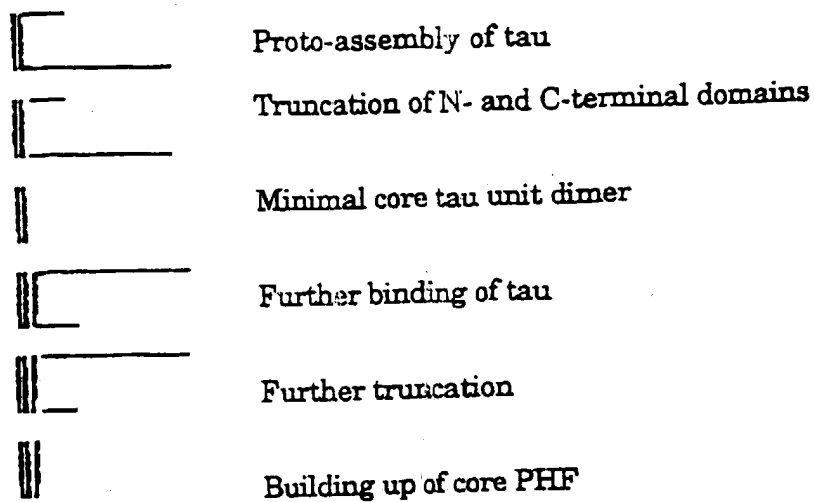 Proto-assembly of tau
Truncation of N- and C-terminal domains
Minimal core tau unit dimer
Further binding of tau
Further truncation
Building up of core PHF